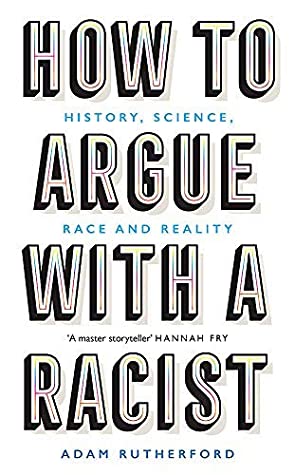 HOW TO
HISTORY, SCIENCE,
ARGUE
RACE AND REALITY
WITH A
'A master storyteller' HANNAH FRY
RACIST
ADAM RUTHERFORD